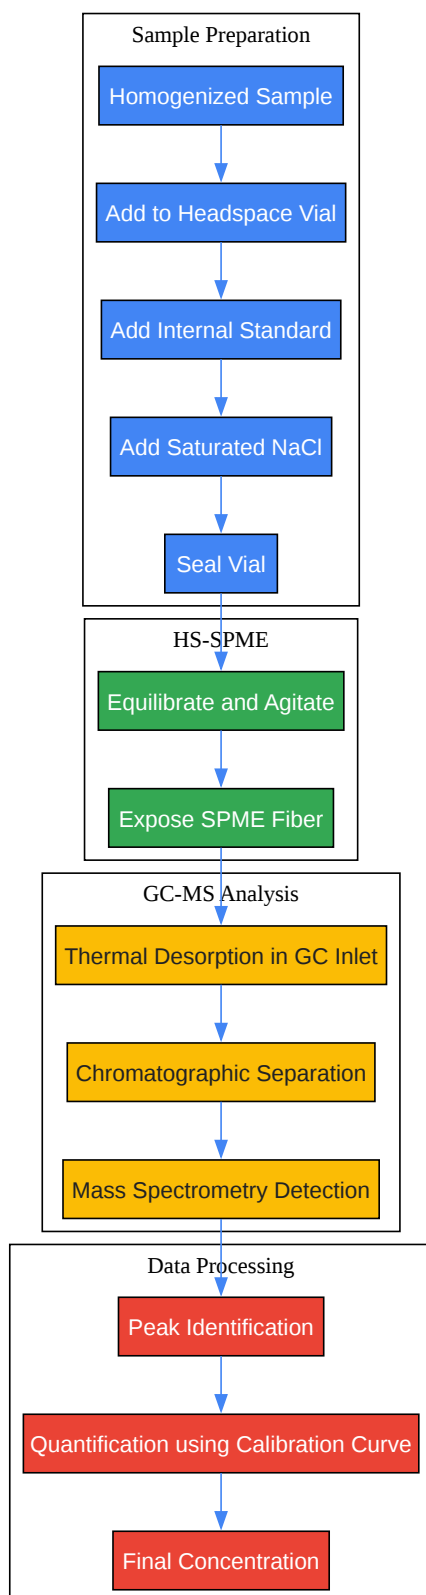 Sample Preparation
Homogenized Sample
Add to Headspace Vial
Add Internal Standard
Add Saturated NaCl
Seal Vial
HS-SPME
Equilibrate and Agitate
Expose SPME Fiber
GC-MS Analysis
Thermal Desorption in GC Inlet
Chromatographic Separation
Mass Spectrometry Detection
Data Processing
Peak Identification
Quantification using Calibration Curve
Final Concentration